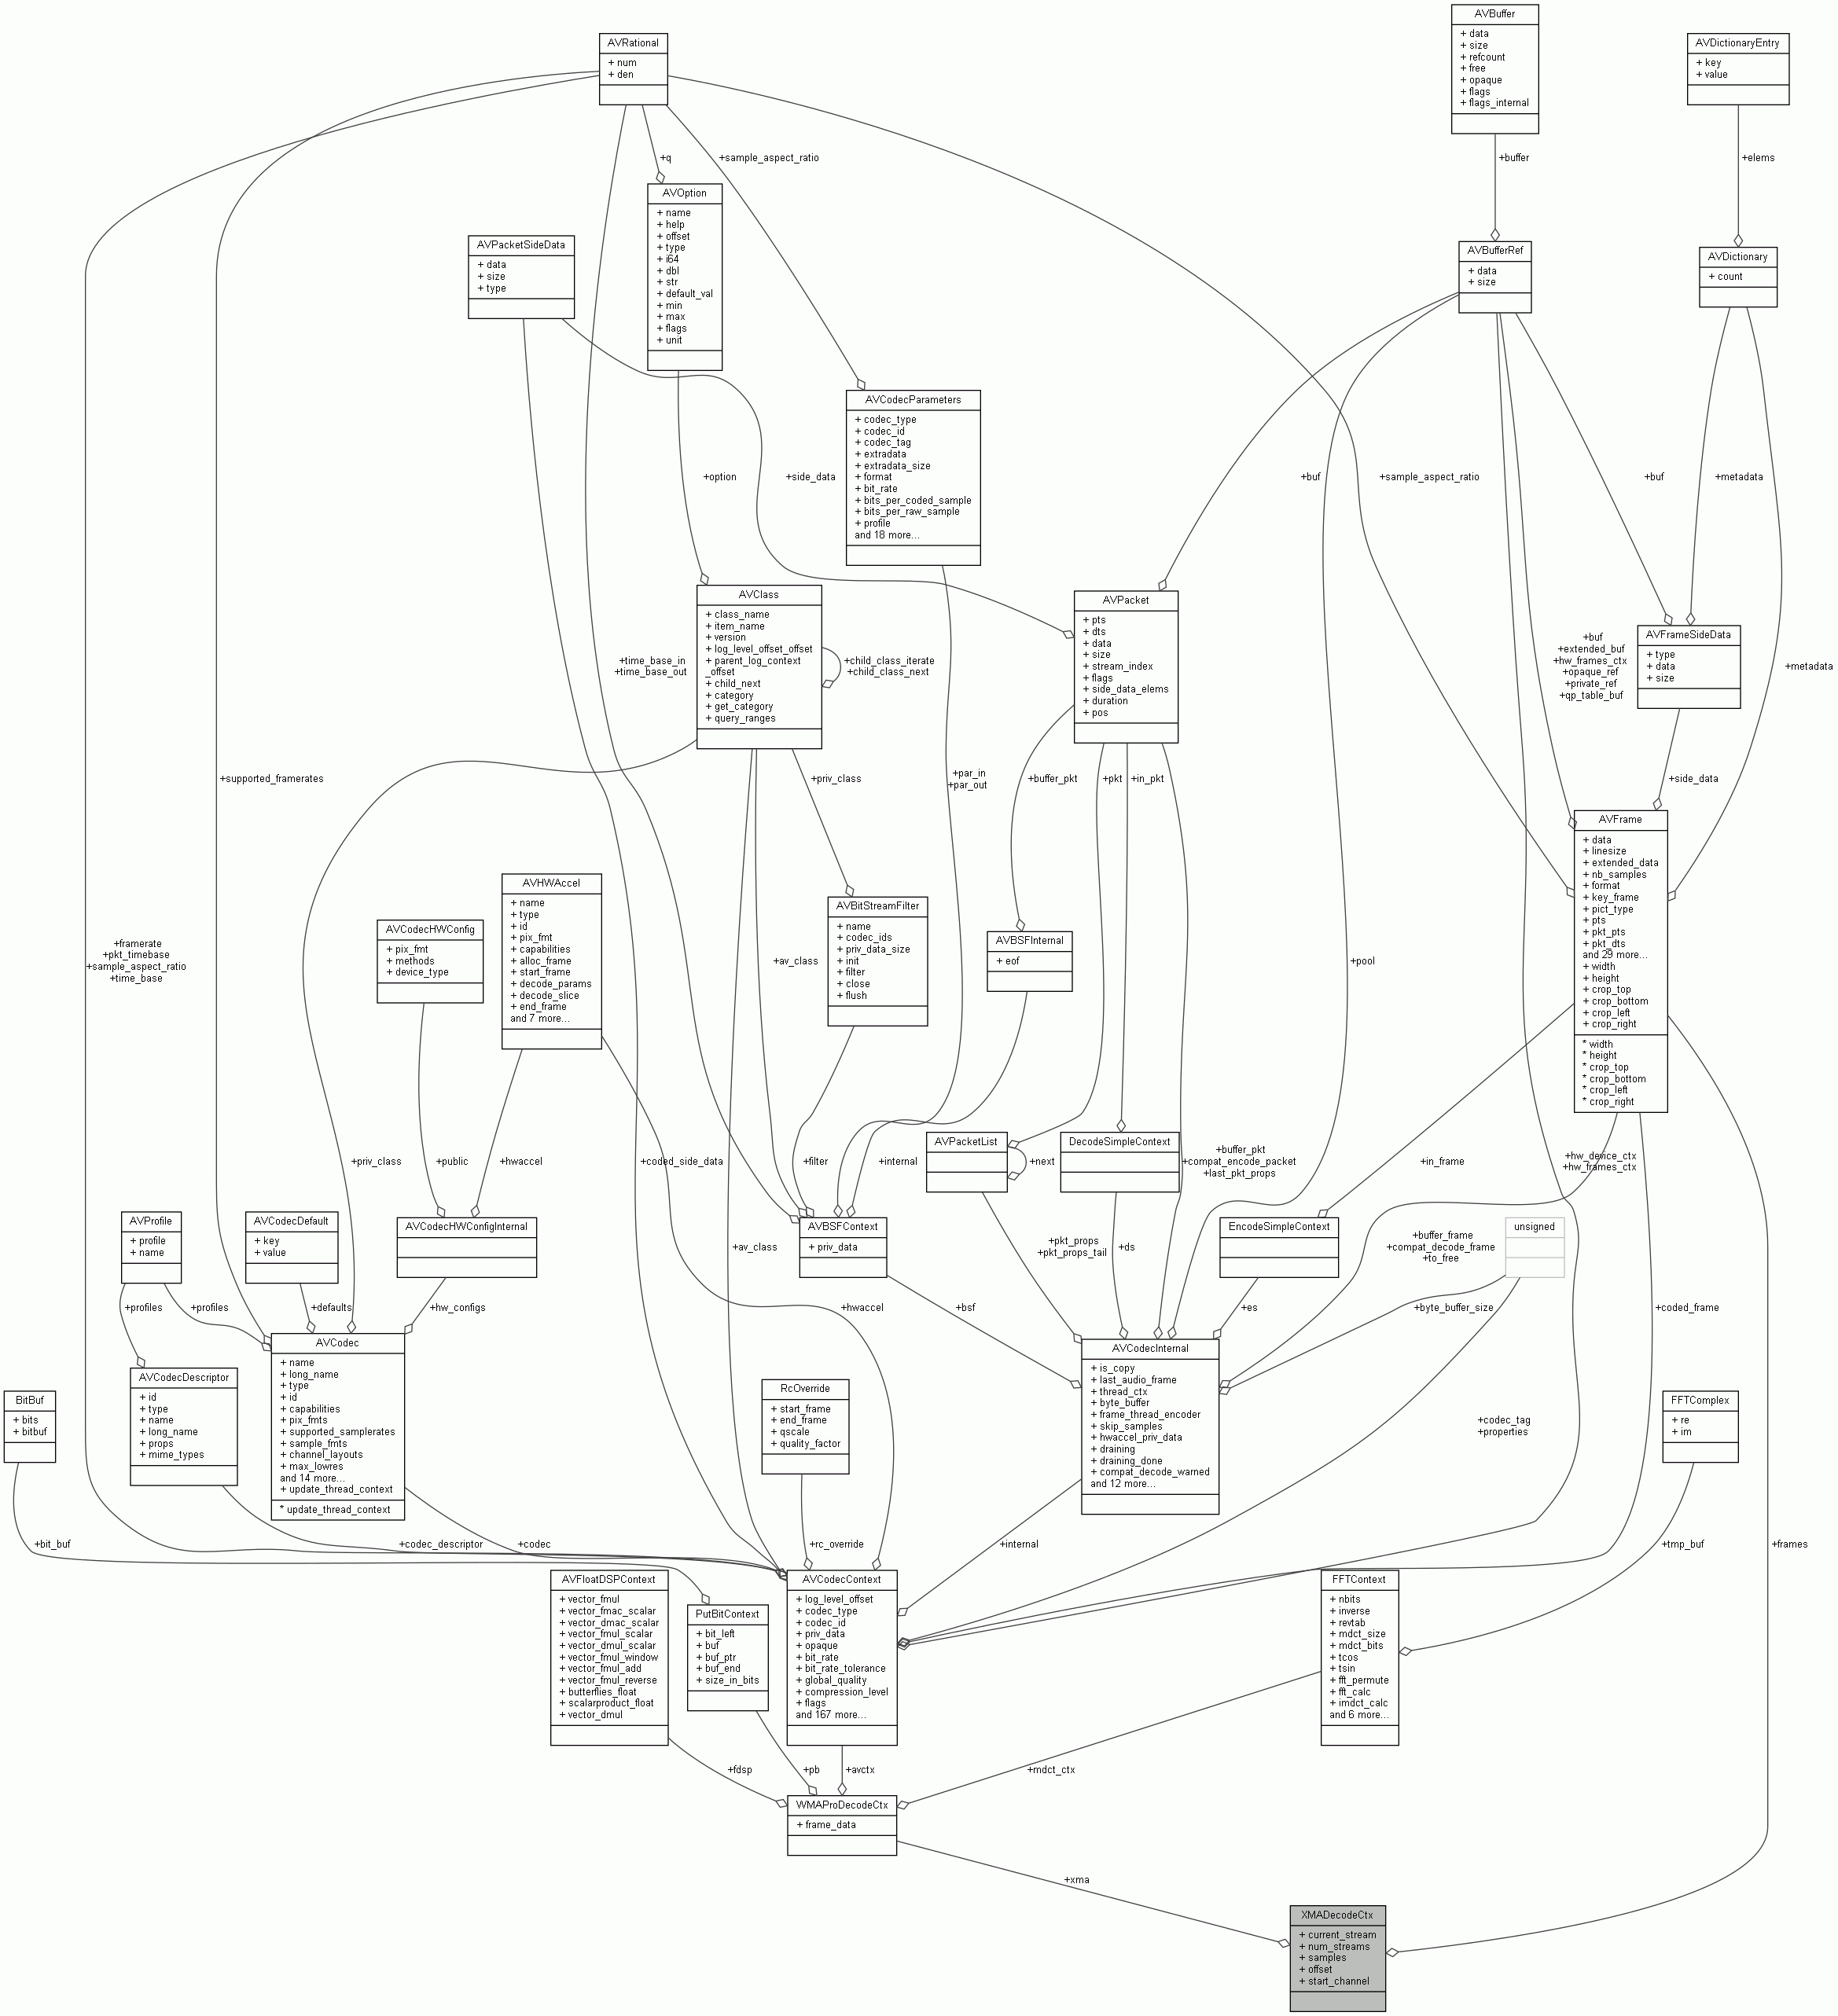 AVRational
+ num
+ den
AVBuffer
+ data
+ size
+ refcount
+ free
+ opaque
+ flags
+ flags_internal
AVDictionaryEntry
+ key
+ value
+q
+sample_aspect_ratio
+buffer
+elems
AVOption
+ name
+ help
+ offset
+ type
+ i64
+ dbl
+ str
+ default_val
+ min
+ max
+ flags
+ unit
AVPacketSideData
+ data
+ size
+ type
AVBufferRef
+ data
+ size
AVDictionary
+ count
AVCodecParameters
+ codec_type
+ codec_id
+ codec_tag
+ extradata
+ extradata_size
+ format
+ bit_rate
+ bits_per_coded_sample
+ bits_per_raw_sample
+ profile
and 18 more...
+option
+side_data
+buf
+sample_aspect_ratio
+buf
+metadata
AVClass
+ class_name
+ item_name
+ version
+ log_level_offset_offset
+ parent_log_context
_offset
+ child_next
+ category
+ get_category
+ query_ranges
+child_class_iterate
+child_class_next
+time_base_in
+time_base_out
AVPacket
+ pts
+ dts
+ data
+ size
+ stream_index
+ flags
+ side_data_elems
+ duration
+ pos
+buf
+extended_buf
+hw_frames_ctx
+opaque_ref
+private_ref
+qp_table_buf
AVFrameSideData
+ type
+ data
+ size
+metadata
+supported_framerates
+priv_class
+par_in
+par_out
+buffer_pkt
+pkt
+in_pkt
+side_data
AVFrame
+ data
+ linesize
+ extended_data
+ nb_samples
+ format
+ key_frame
+ pict_type
+ pts
+ pkt_pts
+ pkt_dts
and 29 more...
+ width
+ height
+ crop_top
+ crop_bottom
+ crop_left
+ crop_right
* width
* height
* crop_top
* crop_bottom
* crop_left
* crop_right
AVHWAccel
+ name
+ type
+ id
+ pix_fmt
+ capabilities
+ alloc_frame
+ start_frame
+ decode_params
+ decode_slice
+ end_frame
and 7 more...
AVCodecHWConfig
+ pix_fmt
+ methods
+ device_type
AVBitStreamFilter
+ name
+ codec_ids
+ priv_data_size
+ init
+ filter
+ close
+ flush
AVBSFInternal
+ eof
+framerate
+pkt_timebase
+sample_aspect_ratio
+time_base
+av_class
+pool
+priv_class
+public
+hwaccel
+coded_side_data
+filter
+internal
AVPacketList
+next
DecodeSimpleContext
+buffer_pkt
+compat_encode_packet
+last_pkt_props
+in_frame
+hw_device_ctx
+hw_frames_ctx
AVProfile
+ profile
+ name
AVCodecDefault
+ key
+ value
AVCodecHWConfigInternal
+av_class
AVBSFContext
+ priv_data
+pkt_props
+pkt_props_tail
+ds
EncodeSimpleContext
+buffer_frame
+compat_decode_frame
+to_free
unsigned
+profiles
+profiles
+defaults
+hw_configs
+hwaccel
+bsf
+es
+byte_buffer_size
+coded_frame
AVCodec
+ name
+ long_name
+ type
+ id
+ capabilities
+ pix_fmts
+ supported_samplerates
+ sample_fmts
+ channel_layouts
+ max_lowres
and 14 more...
+ update_thread_context
* update_thread_context
AVCodecDescriptor
+ id
+ type
+ name
+ long_name
+ props
+ mime_types
BitBuf
+ bits
+ bitbuf
RcOverride
+ start_frame
+ end_frame
+ qscale
+ quality_factor
AVCodecInternal
+ is_copy
+ last_audio_frame
+ thread_ctx
+ byte_buffer
+ frame_thread_encoder
+ skip_samples
+ hwaccel_priv_data
+ draining
+ draining_done
+ compat_decode_warned
and 12 more...
+codec_tag
+properties
FFTComplex
+ re
+ im
+bit_buf
+codec_descriptor
+codec
+rc_override
+internal
+tmp_buf
+frames
AVFloatDSPContext
+ vector_fmul
+ vector_fmac_scalar
+ vector_dmac_scalar
+ vector_fmul_scalar
+ vector_dmul_scalar
+ vector_fmul_window
+ vector_fmul_add
+ vector_fmul_reverse
+ butterflies_float
+ scalarproduct_float
+ vector_dmul
PutBitContext
+ bit_left
+ buf
+ buf_ptr
+ buf_end
+ size_in_bits
AVCodecContext
+ log_level_offset
+ codec_type
+ codec_id
+ priv_data
+ opaque
+ bit_rate
+ bit_rate_tolerance
+ global_quality
+ compression_level
+ flags
and 167 more...
FFTContext
+ nbits
+ inverse
+ revtab
+ mdct_size
+ mdct_bits
+ tcos
+ tsin
+ fft_permute
+ fft_calc
+ imdct_calc
and 6 more...
+fdsp
+pb
+avctx
+mdct_ctx
WMAProDecodeCtx
+ frame_data
+xma
XMADecodeCtx
+ current_stream
+ num_streams
+ samples
+ offset
+ start_channel